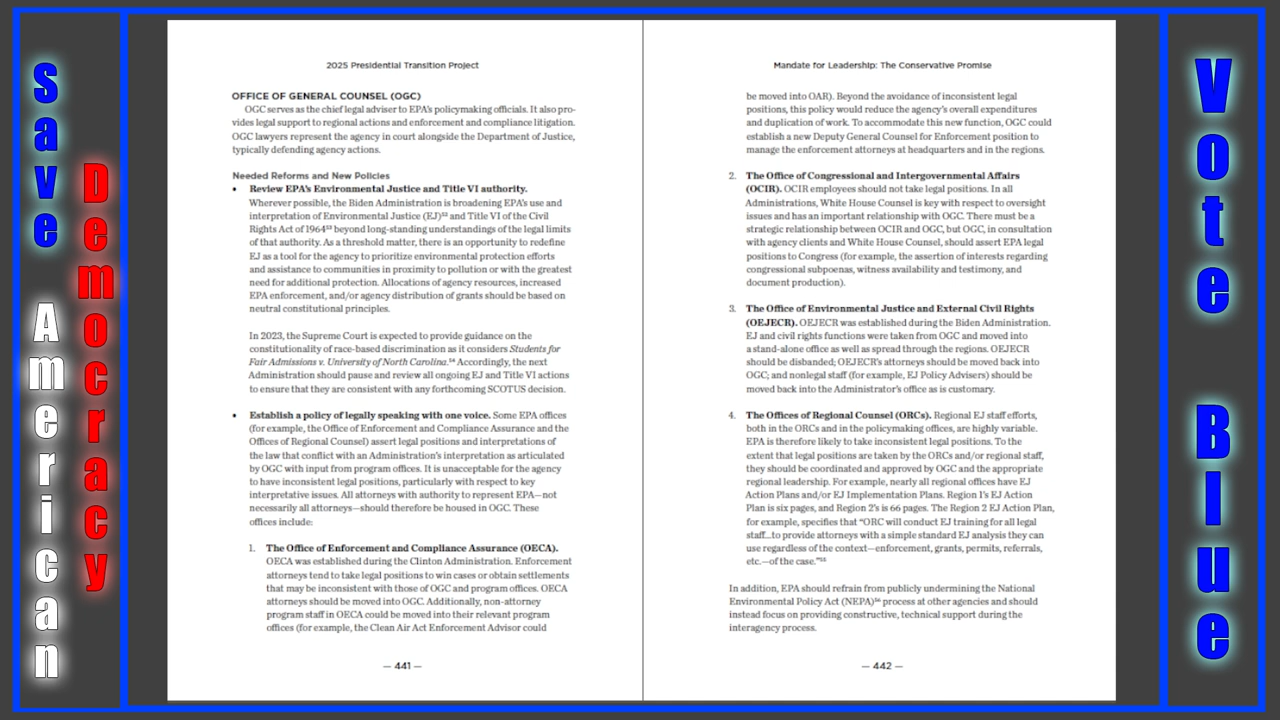 Save American
Democracy
2025 Presidential Transition Project
OFFICE OF GENERAL COUNSEL (OGC)
OGC serves as the chief legal adviser to EPA's policymaking officials. It also pro-
vides legal support to regional actions and enforcement and compliance litigation.
OGC lawyers represent the agency in court alongside the Department of Justice,
typically defending agency actions.
Needed Reforms and New Policies
• Review EPA's Environmental Justice and Title VI authority.
Wherever possible, the Biden Administration is broadening EPA's use and
interpretation of Environmental Justice (EJ)⁵² and Title VI of the Civil
Rights Act of 1964⁵³ beyond long-standing understandings of the legal limits
of that authority. As a threshold matter, there is an opportunity to redefine
EJ as a tool for the agency to prioritize environmental protection efforts
and assistance to communities in proximity to pollution or with the greatest
need for additional protection. Allocations of agency resources, increased
EPA enforcement, and/or agency distribution of grants should be based on
neutral constitutional principles.
In 2023, the Supreme Court is expected to provide guidance on the
constitutionality of race-based discrimination as it considers Students for
Fair Admissions v. University of North Carolina.⁵⁴ Accordingly, the next
Administration should pause and review all ongoing EJ and Title VI actions
to ensure that they are consistent with any forthcoming SCOTUS decision.
• Establish a policy of legally speaking with one voice. Some EPA offices
(for example, the Office of Enforcement and Compliance Assurance and the
Offices of Regional Counsel) assert legal positions and interpretations of
the law that conflict with an Administration's interpretation as articulated
by OGC with input from program offices. It is unacceptable for the agency
to have inconsistent legal positions, particularly with respect to key
interpretative issues. All attorneys with authority to represent EPA—not
necessarily all attorneys—should therefore be housed in OGC. These
offices include:
1. The Office of Enforcement and Compliance Assurance (OECA).
OECA was established during the Clinton Administration. Enforcement
attorneys tend to take legal positions to win cases or obtain settlements
that may be inconsistent with those of OGC and program offices. OECA
attorneys should be moved into OGC. Additionally, non-attorney
program staff in OECA could be moved into their relevant program
offices (for example, the Clean Air Act Enforcement Advisor could
— 441 —
Mandate for Leadership: The Conservative Promise
be moved into OAR). Beyond the avoidance of inconsistent legal
positions, this policy would reduce the agency's overall expenditures
and duplication of work. To accommodate this new function, OGC could
establish a new Deputy General Counsel for Enforcement position to
manage the enforcement attorneys at headquarters and in the regions.
2. The Office of Congressional and Intergovernmental Affairs
(OCIR). OCIR employees should not take legal positions. In all
Administrations, White House Counsel is key with respect to oversight
issues and has an important relationship with OGC. There must be a
strategic relationship between OCIR and OGC, but OGC, in consultation
with agency clients and White House Counsel, should assert EPA legal
positions to Congress (for example, the assertion of interests regarding
congressional subpoenas, witness availability and testimony, and
document production).
3. The Office of Environmental Justice and External Civil Rights
(OEJECR). OEJECR was established during the Biden Administration.
EJ and civil rights functions were taken from OGC and moved into
a stand-alone office as well as spread through the regions. OEJECR
should be disbanded; OEJECR's attorneys should be moved back into
OGC; and nonlegal staff (for example, EJ Policy Advisers) should be
moved back into the Administrator's office as is customary.
4. The Offices of Regional Counsel (ORCs). Regional EJ staff efforts,
both in the ORCs and in the policymaking offices, are highly variable.
EPA is therefore likely to take inconsistent legal positions. To the
extent that legal positions are taken by the ORCs and/or regional staff,
they should be coordinated and approved by OGC and the appropriate
regional leadership. For example, nearly all regional offices have EJ
Action Plans and/or EJ Implementation Plans. Region 1's EJ Action
Plan is six pages, and Region 2's is 66 pages. The Region 2 EJ Action Plan,
for example, specifies that “ORC will conduct EJ training for all legal
staff…to provide attorneys with a simple standard EJ analysis they can
use regardless of the context—enforcement, grants, permits, referrals,
etc.—of the case.”⁵⁵
In addition, EPA should refrain from publicly undermining the National
Environmental Policy Act (NEPA)⁵⁶ process at other agencies and should
instead focus on providing constructive, technical support during the
interagency process.
— 442 —
Vote Blue